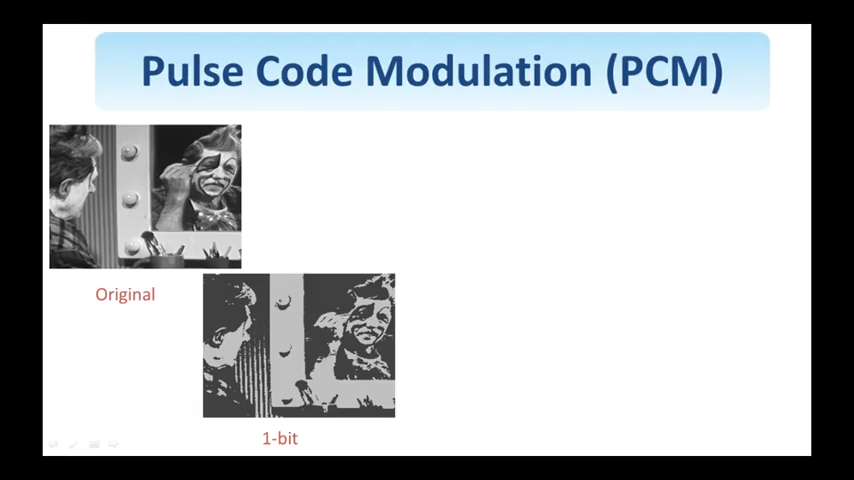 Pulse Code Modulation (PCM)
Original
1-bit